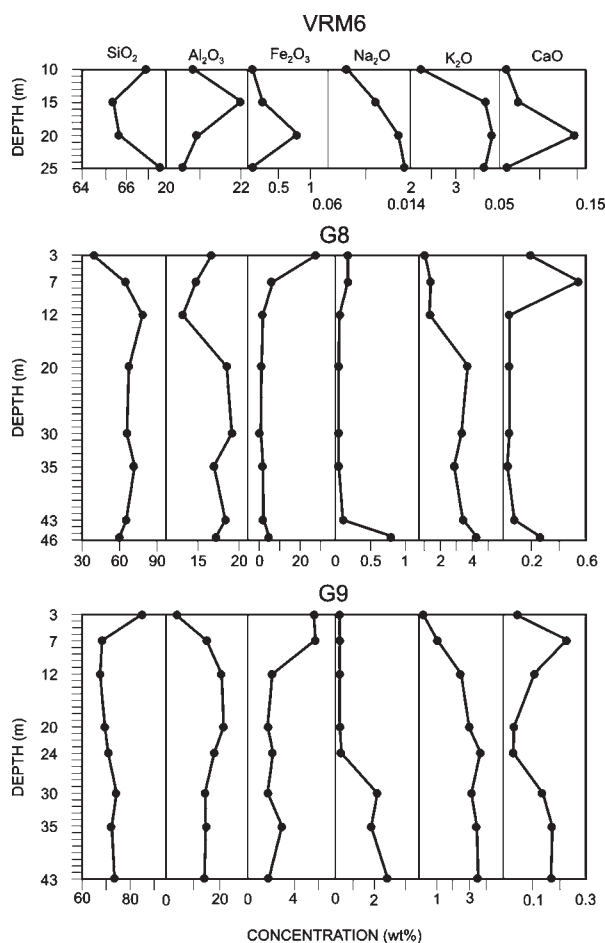 VRM6
SiO₂ Al₂O₃ Fe₂O₃ Na₂O K₂O CaO
DEPTH (m)
10
15
20
25
64 66 20 22 0.5 1 0.06 2 0.014 3 0.05 0.15
G8
DEPTH (m)
3
7
12
20
30
35
43
46
30 60 90 15 20 0 20 0 0.5 1 2 4 0.2 0.6
G9
DEPTH (m)
3
7
12
20
24
30
35
43
60 80 0 20 0 4 0 2 1 3 0.1 0.3
CONCENTRATION (wt%)